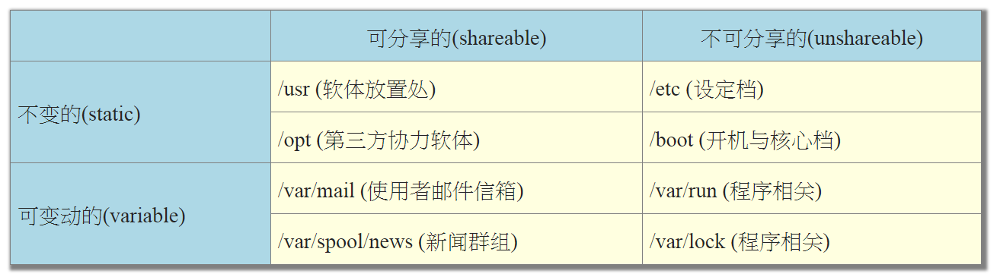 可分享的(shareable)
不可分享的(unshareable)
不变的(static)
/usr (软体放置处)
/etc (设定档)
/opt (第三方协力软体)
/boot (开机与核心档)
可变动的(variable)
/var/mail (使用者邮件信箱)
/var/run (程序相关)
/var/spool/news (新闻群组)
/var/lock (程序相关)